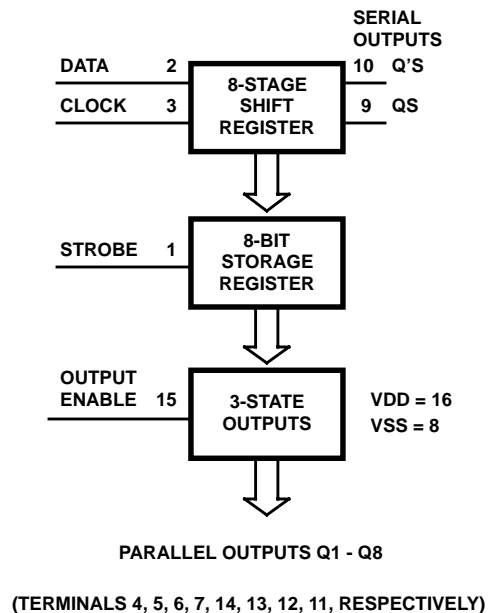 SERIAL
OUTPUTS
DATA 2
10 Q'S
CLOCK 3
9 QS
8-STAGE
SHIFT
REGISTER
STROBE 1
8-BIT
STORAGE
REGISTER
OUTPUT
ENABLE 15
3-STATE
OUTPUTS
VDD = 16
VSS = 8
PARALLEL OUTPUTS Q1 - Q8
(TERMINALS 4, 5, 6, 7, 14, 13, 12, 11, RESPECTIVELY)